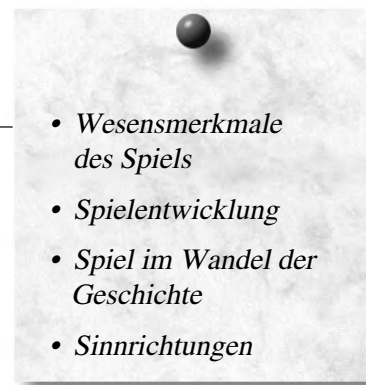 • Wesensmerkmale
des Spiels
• Spielentwicklung
• Spiel im Wandel der
Geschichte
• Sinnrichtungen